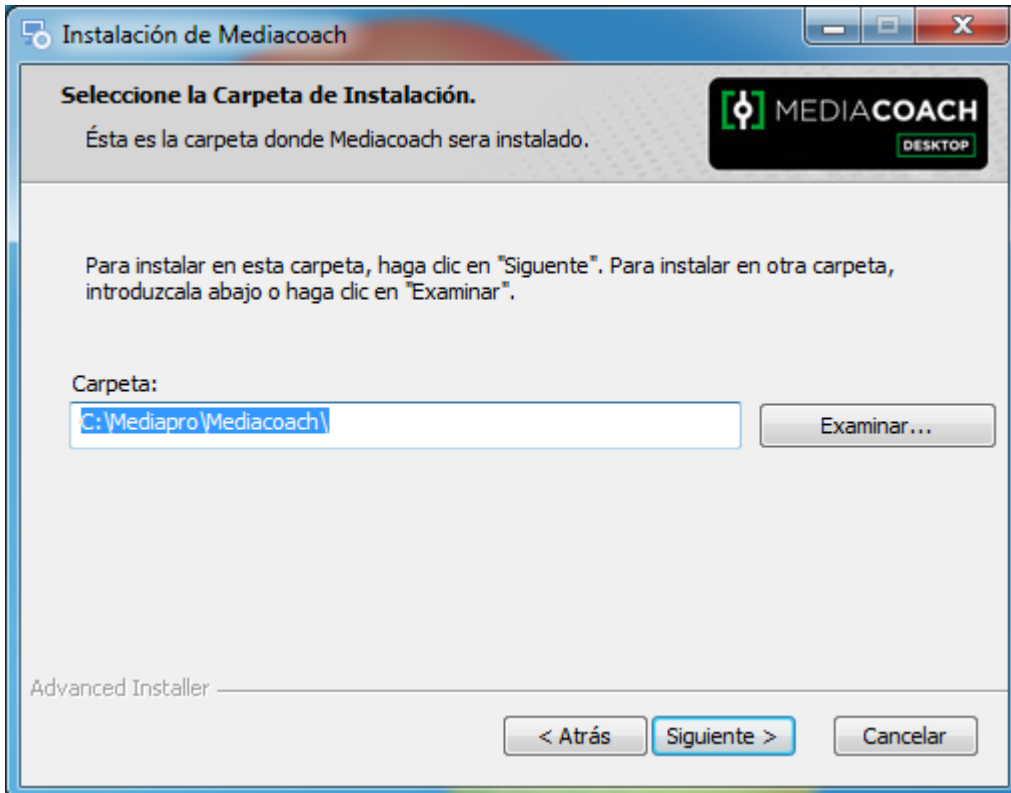 Instalación de Mediacoach
Seleccione la Carpeta de Instalación.
Ésta es la carpeta donde Mediacoach sera instalado.
MEDIACOACH
DESKTOP
Para instalar en esta carpeta, haga clic en "Siguente". Para instalar en otra carpeta,
introduzcala abajo o haga clic en "Examinar".
Carpeta:
C:\Mediapro\Mediacoach\
Examinar...
Advanced Installer
< Atrás
Siguiente >
Cancelar